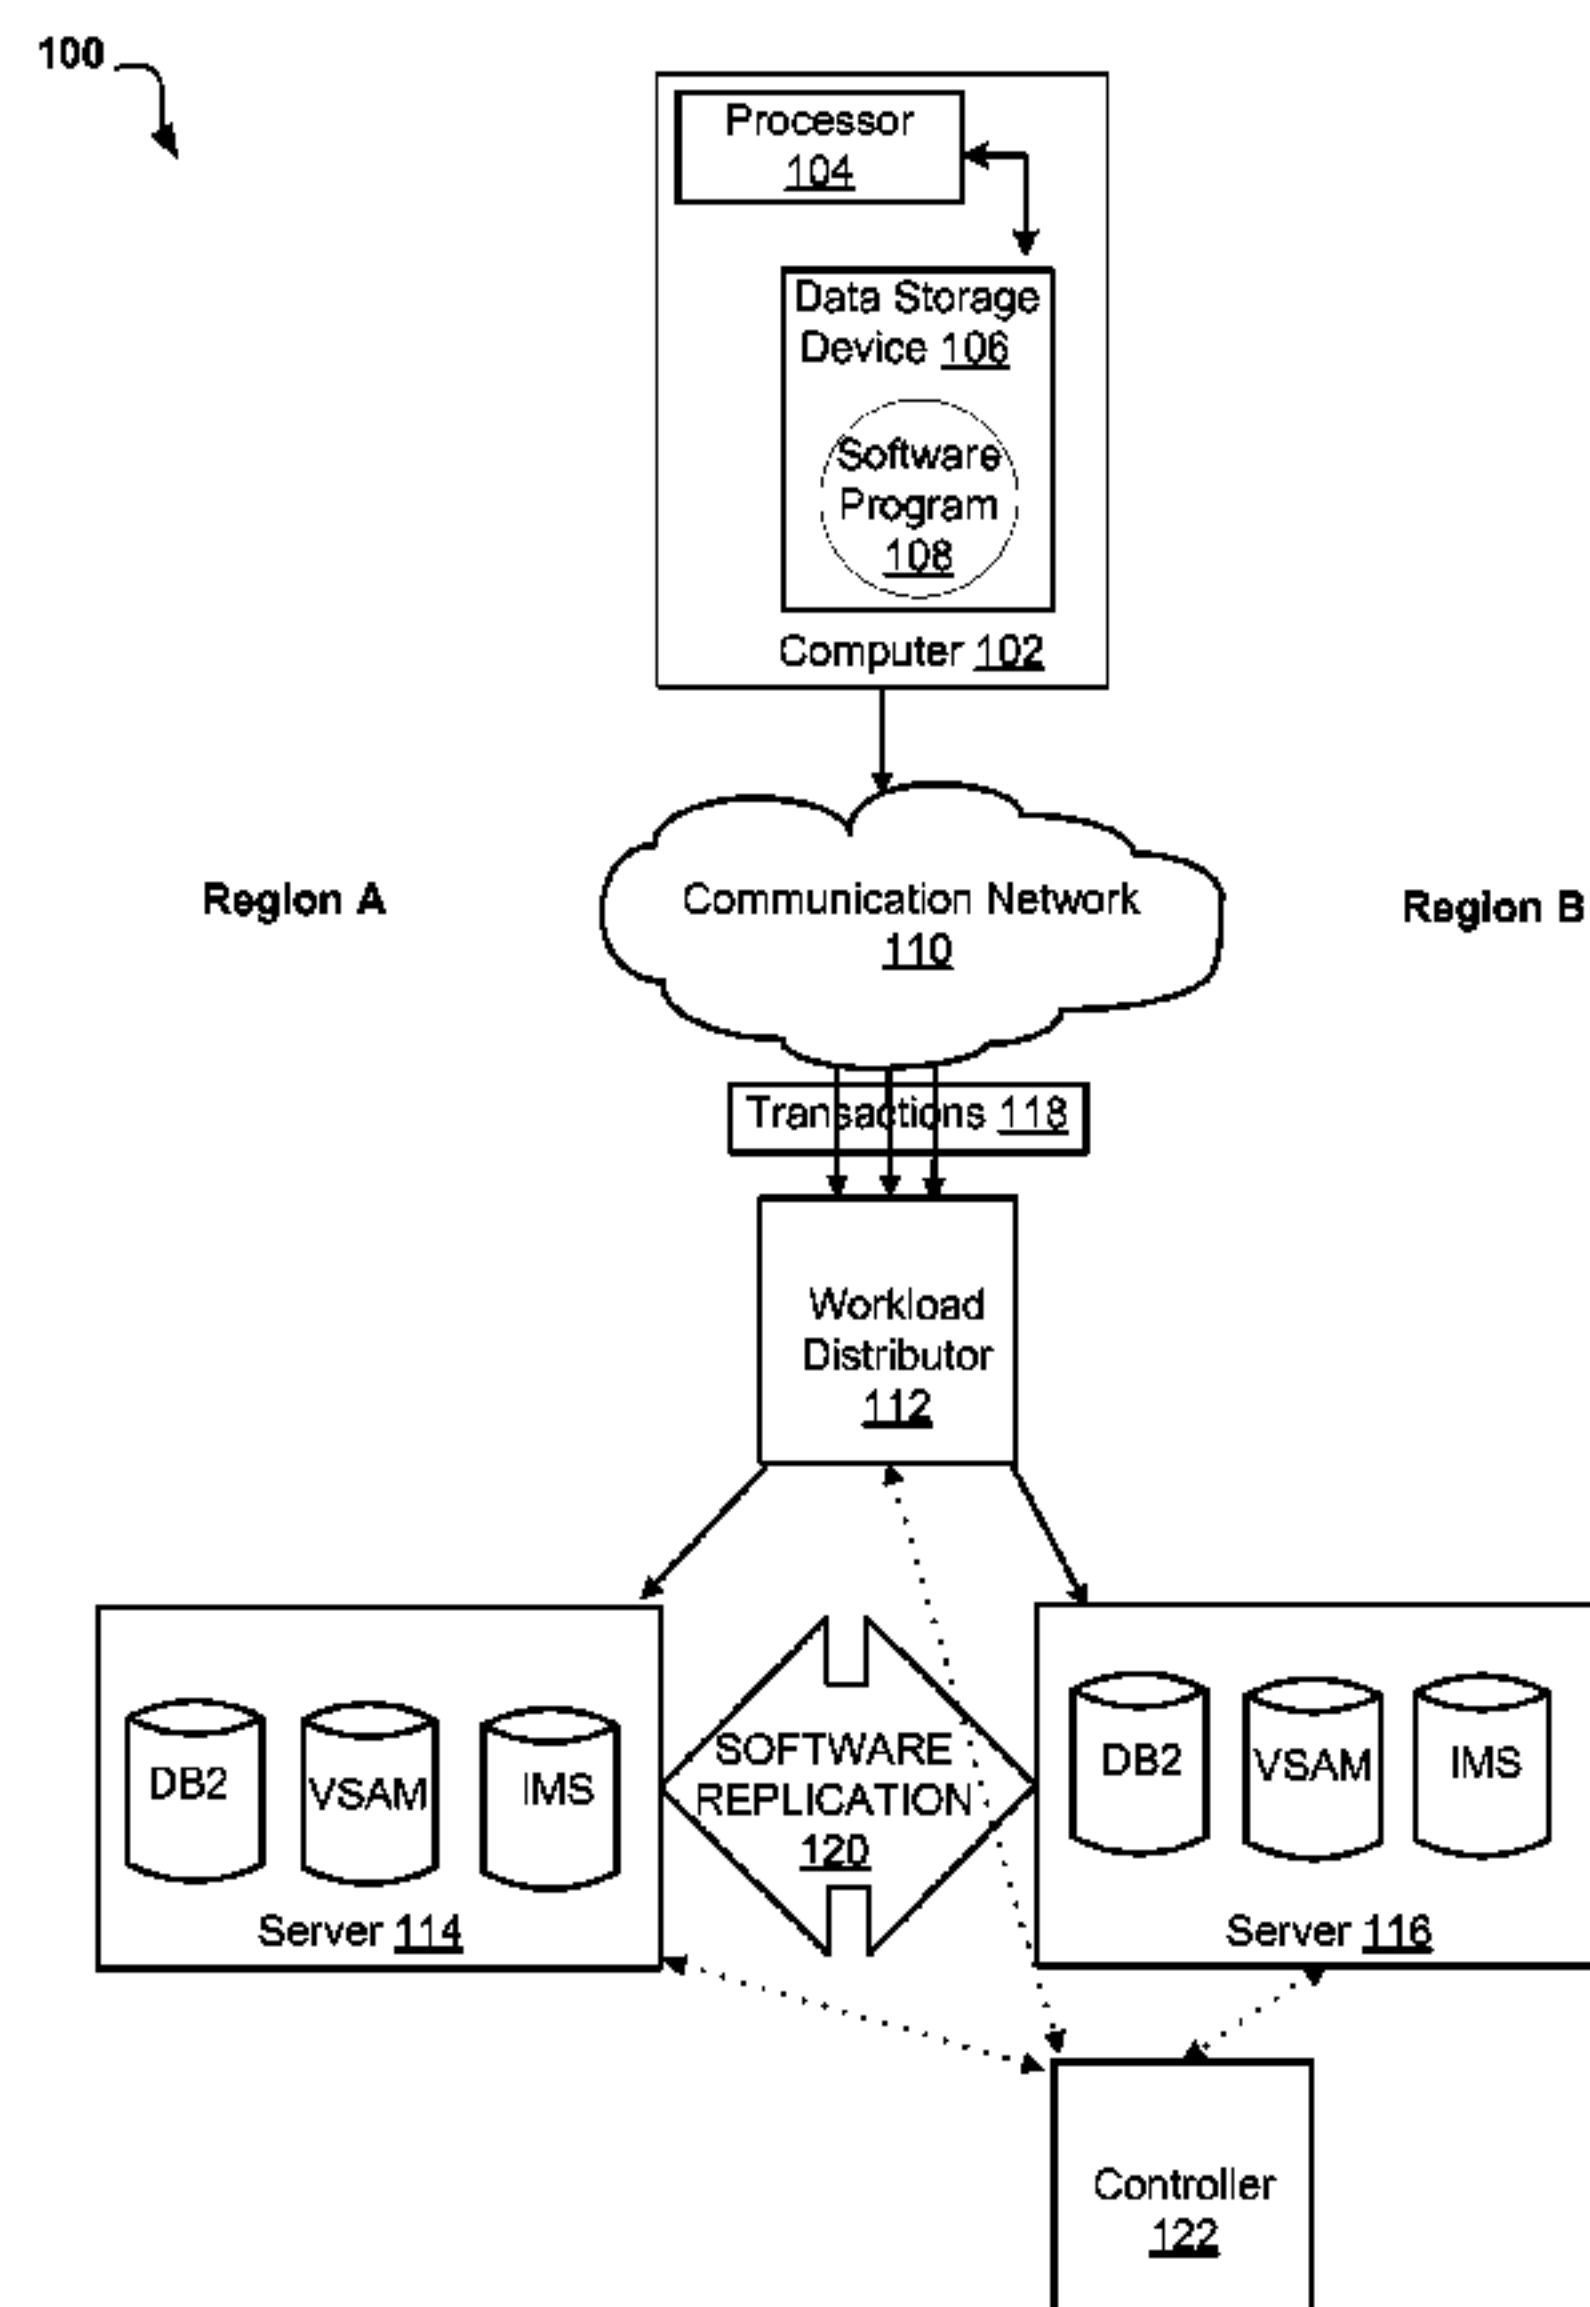 100
Processor
104
Data Storage
Device 106
Software
Program
108
Computer 102
Region A
Communication Network
110
Region B
Transactions 118
Workload
Distributor
112
DB2
VSAM
IMS
Server 114
SOFTWARE
REPLICATION
120
DB2
VSAM
IMS
Server 116
Controller
122